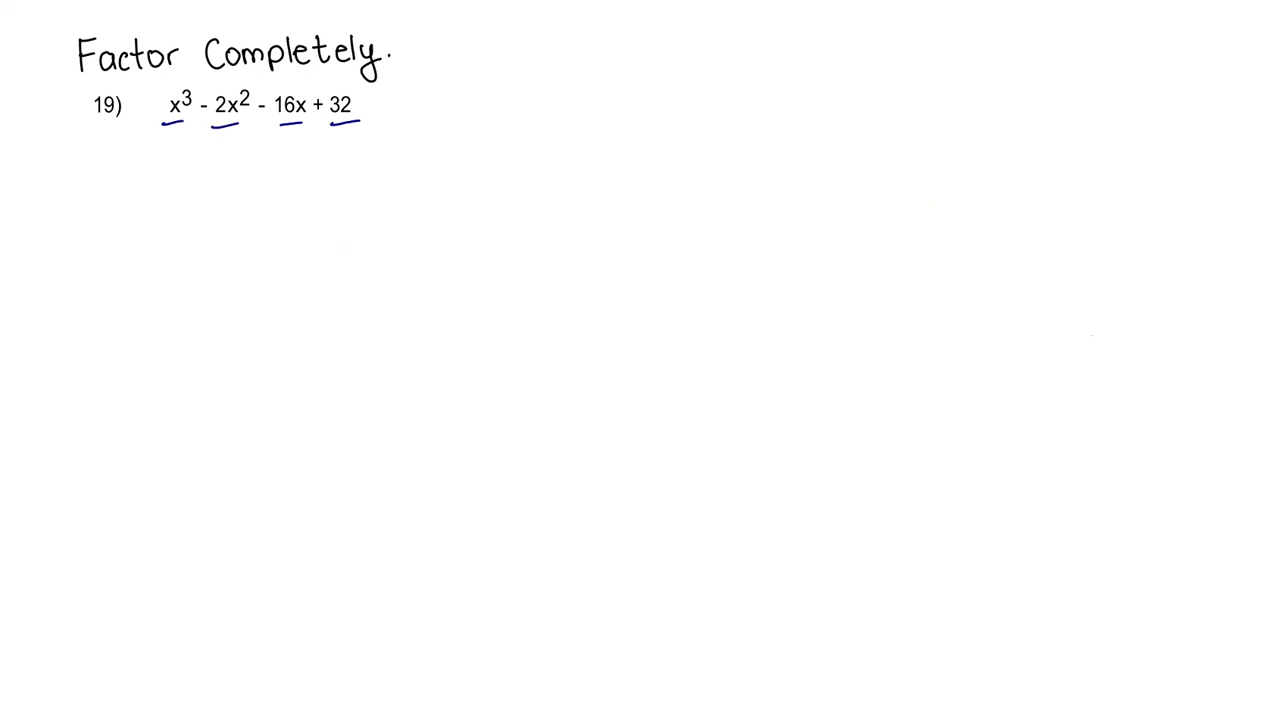 Factor Completely.
19) x³ - 2x² - 16x + 32